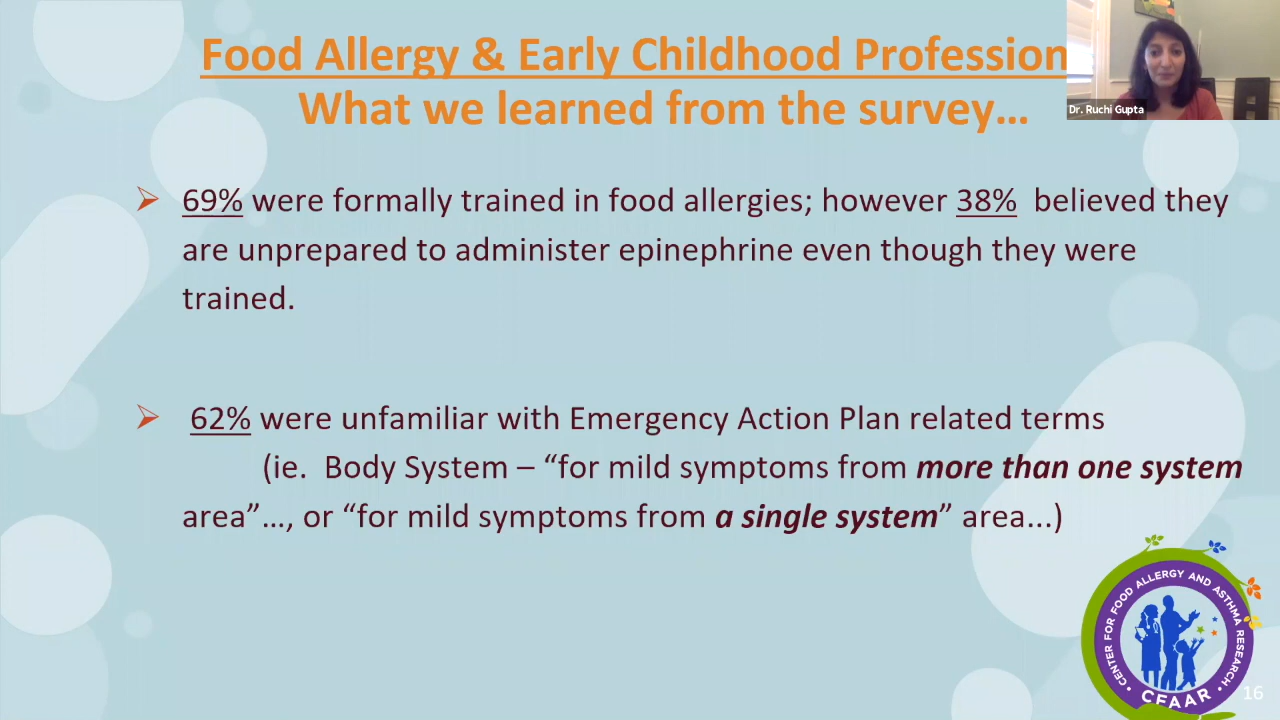 Food Allergy & Early Childhood Profession
What we learned from the survey...
Dr. Ruchi Gupta
69% were formally trained in food allergies; however 38% believed they
are unprepared to administer epinephrine even though they were
trained.
62% were unfamiliar with Emergency Action Plan related terms
(ie. Body System – “for mild symptoms from more than one system
area”…, or “for mild symptoms from a single system” area...)
CENTER FOR FOOD ALLERGY AND ASTHMA RESEARCH
CFAAR
16